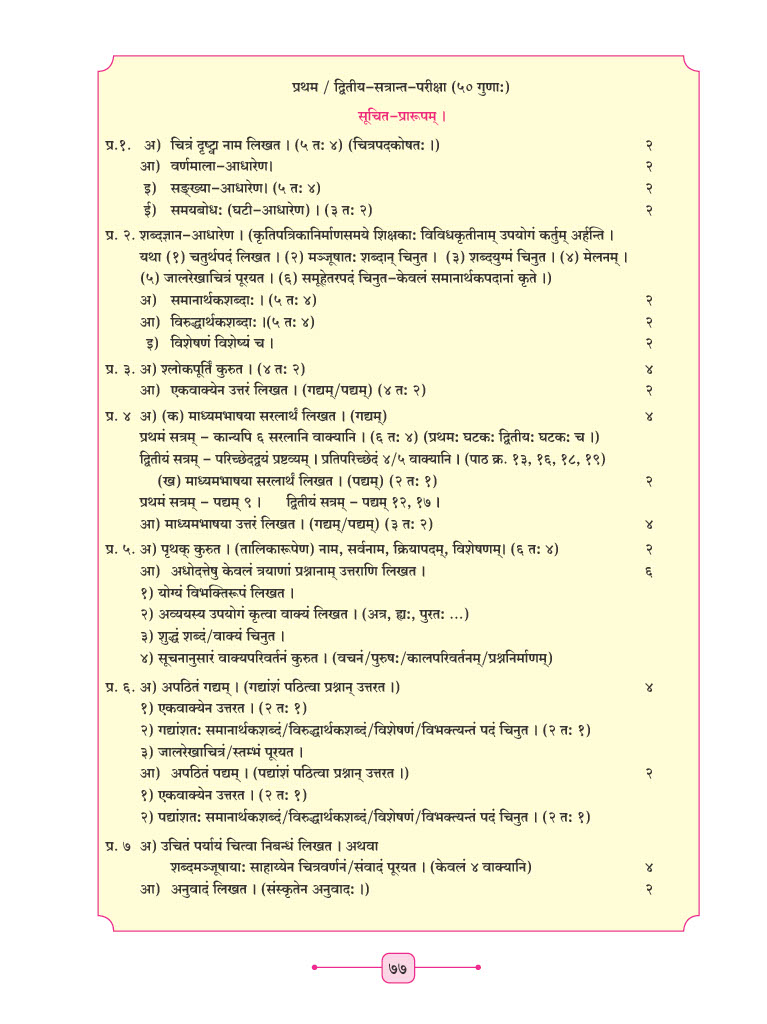 प्रथम / द्वितीय–सत्रान्त–परीक्षा (५० गुणाः)
सूचित–प्रारूपम् ।
प्र.१. अ) चित्रं दृष्ट्वा नाम लिखत । (५ तः ४) (चित्रपदकोषतः ।) २
आ) वर्णमाला–आधारेण। २
इ) सङ्ख्या–आधारेण। (५ तः ४) २
ई) समयबोधः (घटी–आधारेण) । (३ तः २) २
प्र. २. शब्दज्ञान–आधारेण । (कृतिपत्रिकानिर्माणसमये शिक्षकाः विविधकृतीनाम् उपयोगं कर्तुम् अर्हन्ति ।
यथा (१) चतुर्थपदं लिखत । (२) मञ्जूषातः शब्दान् चिनुत । (३) शब्दयुग्मं चिनुत । (४) मेलनम् ।
(५) जालरेखाचित्रं पूरयत । (६) समूहेतरपदं चिनुत–केवलं समानार्थकपदानां कृते ।)
अ) समानार्थकशब्दाः । (५ तः ४) २
आ) विरुद्धार्थकशब्दाः ।(५ तः ४) २
इ) विशेषणं विशेष्यं च । २
प्र. ३. अ) श्लोकपूर्तिं कुरुत । (४ तः २) ४
आ) एकवाक्येन उत्तरं लिखत । (गद्यम्/पद्यम्) (४ तः २) २
प्र. ४ अ) (क) माध्यमभाषया सरलार्थं लिखत । (गद्यम्) ४
प्रथमं सत्रम् – कान्यपि ६ सरलानि वाक्यानि । (६ तः ४) (प्रथमः घटकः द्वितीयः घटकः च ।)
द्वितीयं सत्रम् – परिच्छेदद्वयं प्रष्टव्यम् । प्रतिपरिच्छेदं ४/५ वाक्यानि । (पाठ क्र. १३, १६, १८, १९)
(ख) माध्यमभाषया सरलार्थं लिखत । (पद्यम्) (२ तः १) २
प्रथमं सत्रम् – पद्यम् ९ । द्वितीयं सत्रम् – पद्यम् १२, १७ ।
आ) माध्यमभाषया उत्तरं लिखत । (गद्यम्/पद्यम्) (३ तः २) ४
प्र. ५. अ) पृथक् कुरुत । (तालिकारूपेण) नाम, सर्वनाम, क्रियापदम्, विशेषणम्। (६ तः ४) २
आ) अधोदत्तेषु केवलं त्रयाणां प्रश्नानाम् उत्तराणि लिखत । ६
१) योग्यं विभक्तिरूपं लिखत ।
२) अव्ययस्य उपयोगं कृत्वा वाक्यं लिखत । (अत्र, ह्यः, पुरतः ...)
३) शुद्धं शब्दं/वाक्यं चिनुत ।
४) सूचनानुसारं वाक्यपरिवर्तनं कुरुत । (वचनं/पुरुषः/कालपरिवर्तनम्/प्रश्ननिर्माणम्)
प्र. ६. अ) अपठितं गद्यम् । (गद्यांशं पठित्वा प्रश्नान् उत्तरत ।) ४
१) एकवाक्येन उत्तरत । (२ तः १)
२) गद्यांशतः समानार्थकशब्दं/विरुद्धार्थकशब्दं/विशेषणं/विभक्त्यन्तं पदं चिनुत । (२ तः १)
३) जालरेखाचित्रं/स्तम्भं पूरयत ।
आ) अपठितं पद्यम् । (पद्यांशं पठित्वा प्रश्नान् उत्तरत ।) २
१) एकवाक्येन उत्तरत । (२ तः १)
२) पद्यांशतः समानार्थकशब्दं/विरुद्धार्थकशब्दं/विशेषणं/विभक्त्यन्तं पदं चिनुत । (२ तः १)
प्र. ७ अ) उचितं पर्यायं चित्वा निबन्धं लिखत । अथवा
शब्दमञ्जूषायाः साहाय्येन चित्रवर्णनं/संवादं पूरयत । (केवलं ४ वाक्यानि) ४
आ) अनुवादं लिखत । (संस्कृतेन अनुवादः ।) २
७७